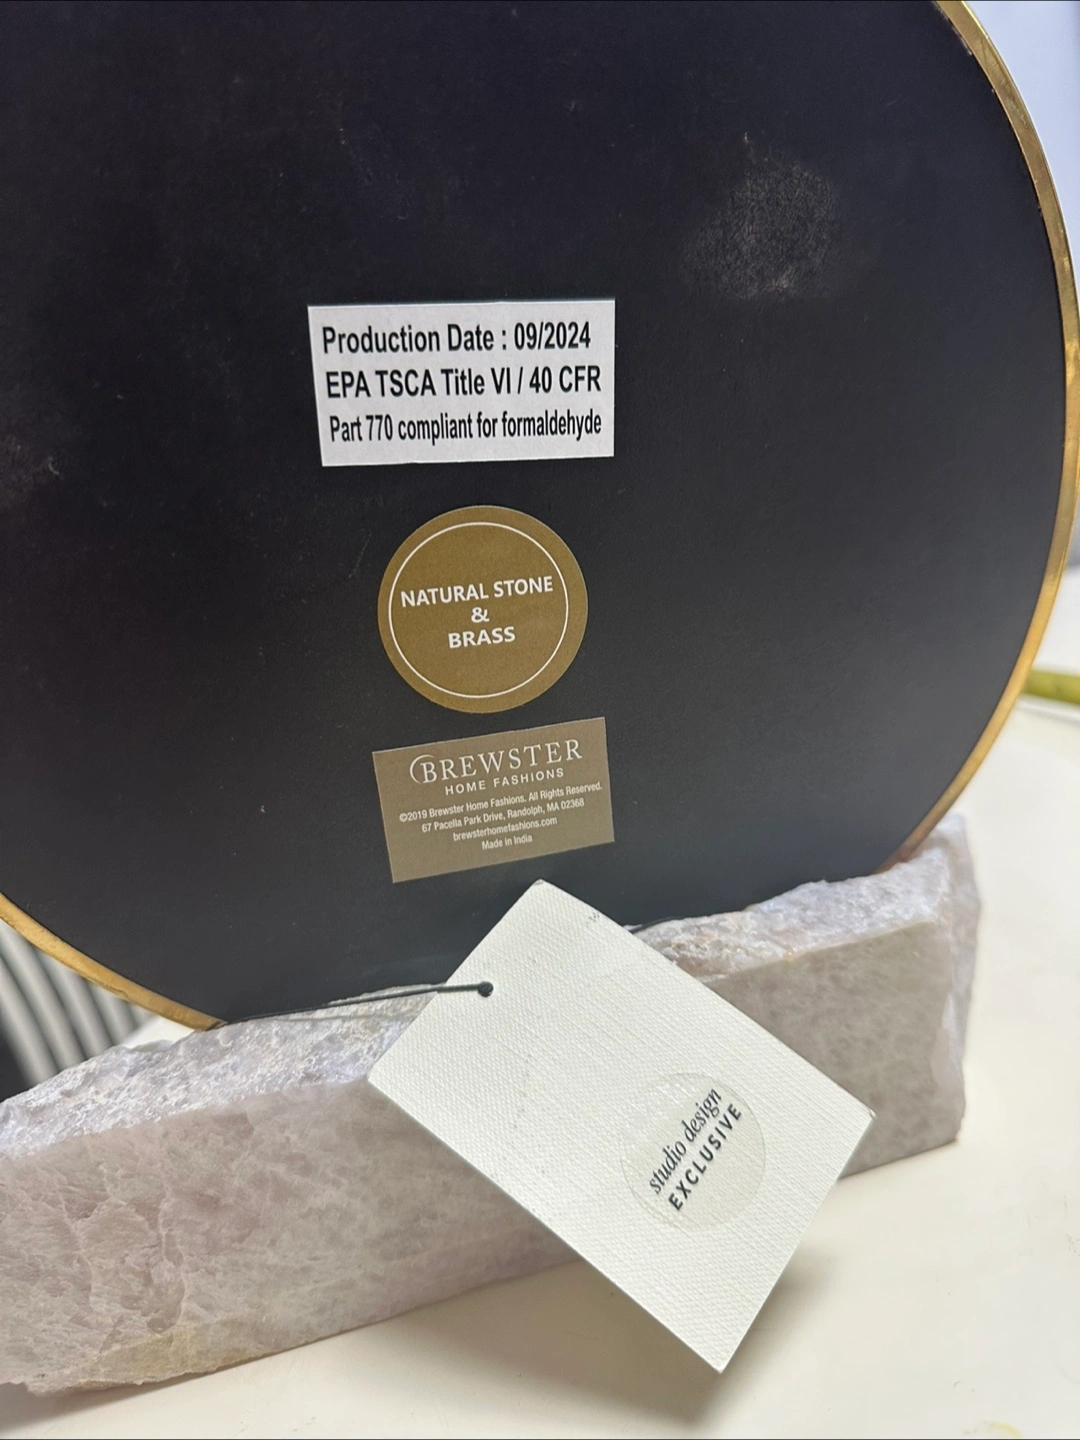 Production Date : 09/2024
EPA TSCA Title VI / 40 CFR
Part 770 compliant for formaldehyde
NATURAL STONE
&
BRASS
BREWSTER
HOME FASHIONS
©2019 Brewster Home Fashions. All Rights Reserved.
67 Pacella Park Drive, Randolph, MA 02368
brewsterhomefashions.com
Made in India
studio design
EXCLUSIVE